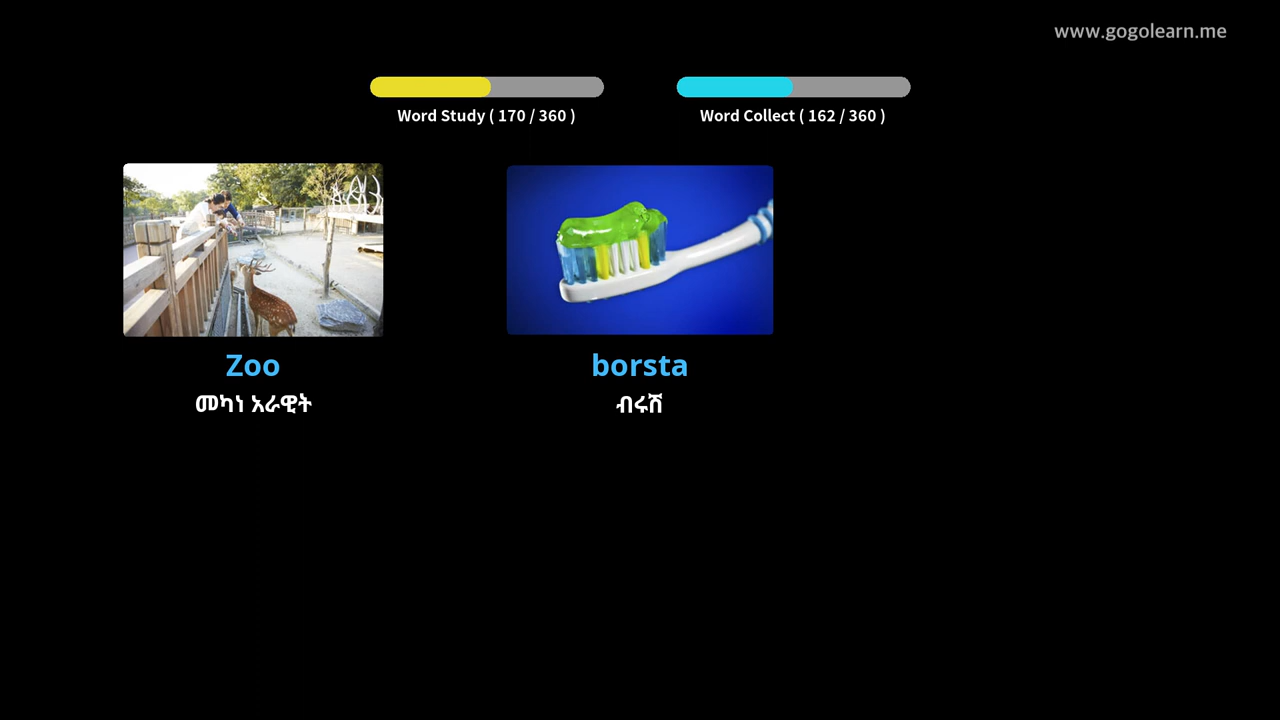 www.gogolearn.me
Word Study ( 170 / 360 )
Word Collect ( 162 / 360 )
Zoo
መካነ አራዊት
borsta
ብሩሽ